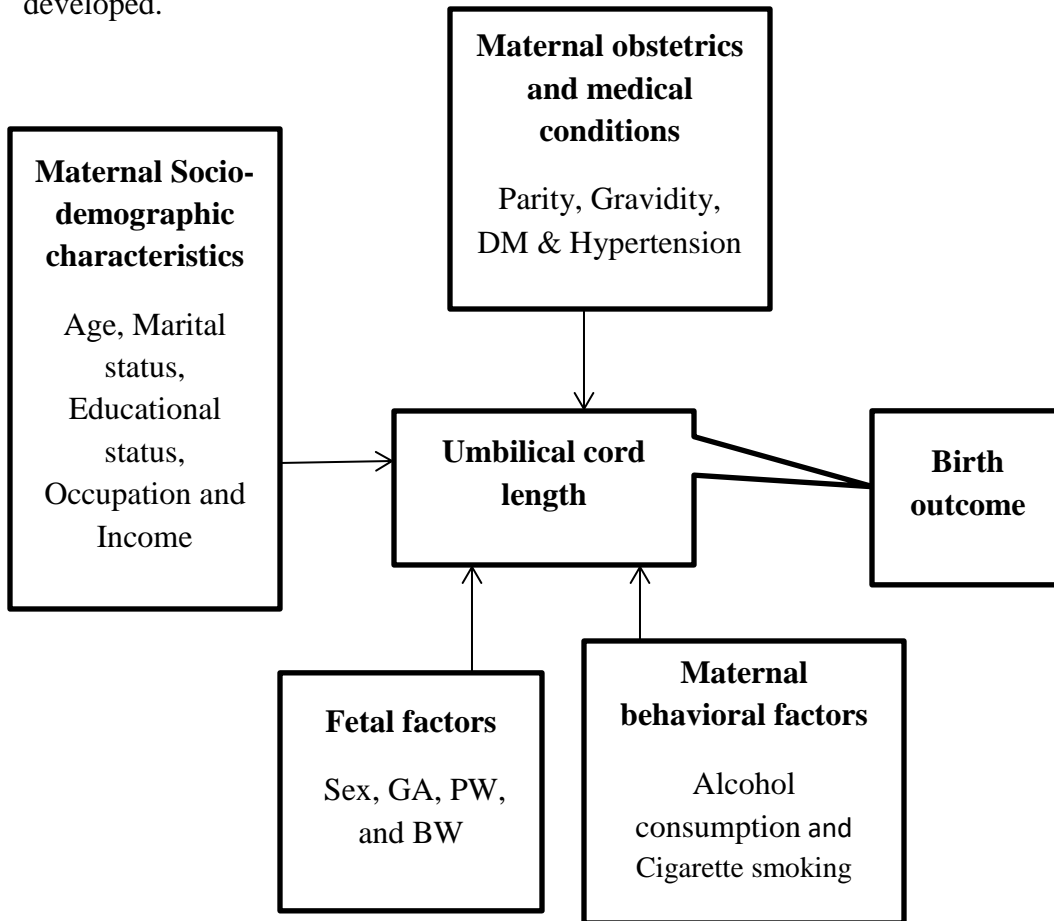 developed.
Maternal obstetrics
and medical
conditions
Parity, Gravidity,
DM & Hypertension
Maternal Socio-
demographic
characteristics
Age, Marital
status,
Educational
status,
Occupation and
Income
Umbilical cord
length
Birth
outcome
Fetal factors
Sex, GA, PW,
and BW
Maternal
behavioral factors
Alcohol
consumption and
Cigarette smoking